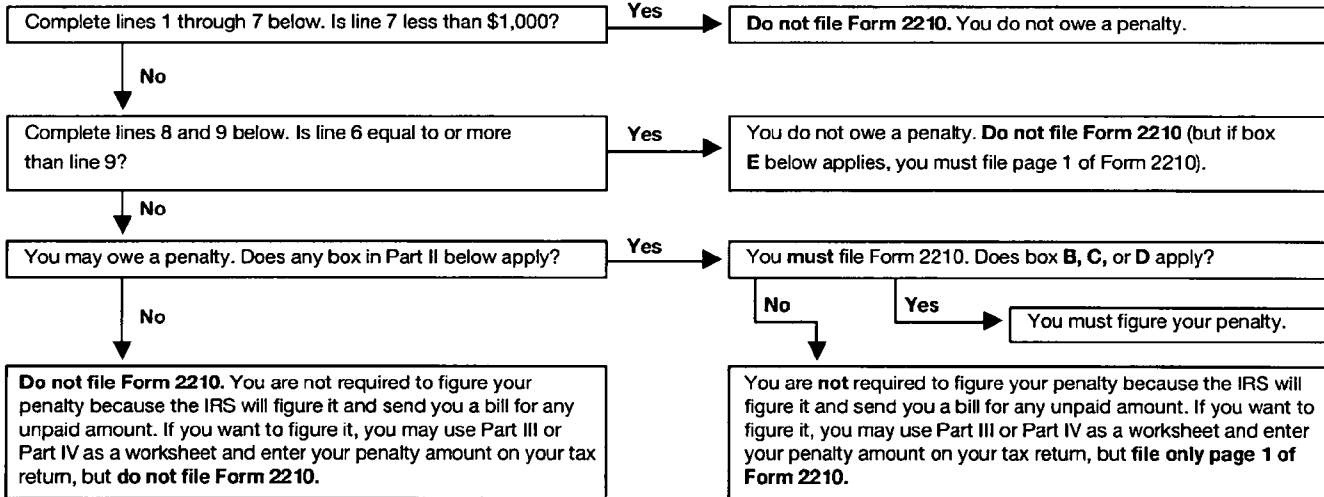 Complete lines 1 through 7 below. Is line 7 less than $1,000?
Yes
Do not file Form 2210. You do not owe a penalty.
No
Complete lines 8 and 9 below. Is line 6 equal to or more
than line 9?
Yes
You do not owe a penalty. Do not file Form 2210 (but if box
E below applies, you must file page 1 of Form 2210).
No
You may owe a penalty. Does any box in Part II below apply?
Yes
You must file Form 2210. Does box B, C, or D apply?
No
No
Yes
You must figure your penalty.
Do not file Form 2210. You are not required to figure your
penalty because the IRS will figure it and send you a bill for any
unpaid amount. If you want to figure it, you may use Part III or
Part IV as a worksheet and enter your penalty amount on your tax
return, but do not file Form 2210.
You are not required to figure your penalty because the IRS will
figure it and send you a bill for any unpaid amount. If you want to
figure it, you may use Part III or Part IV as a worksheet and enter
your penalty amount on your tax return, but file only page 1 of
Form 2210.